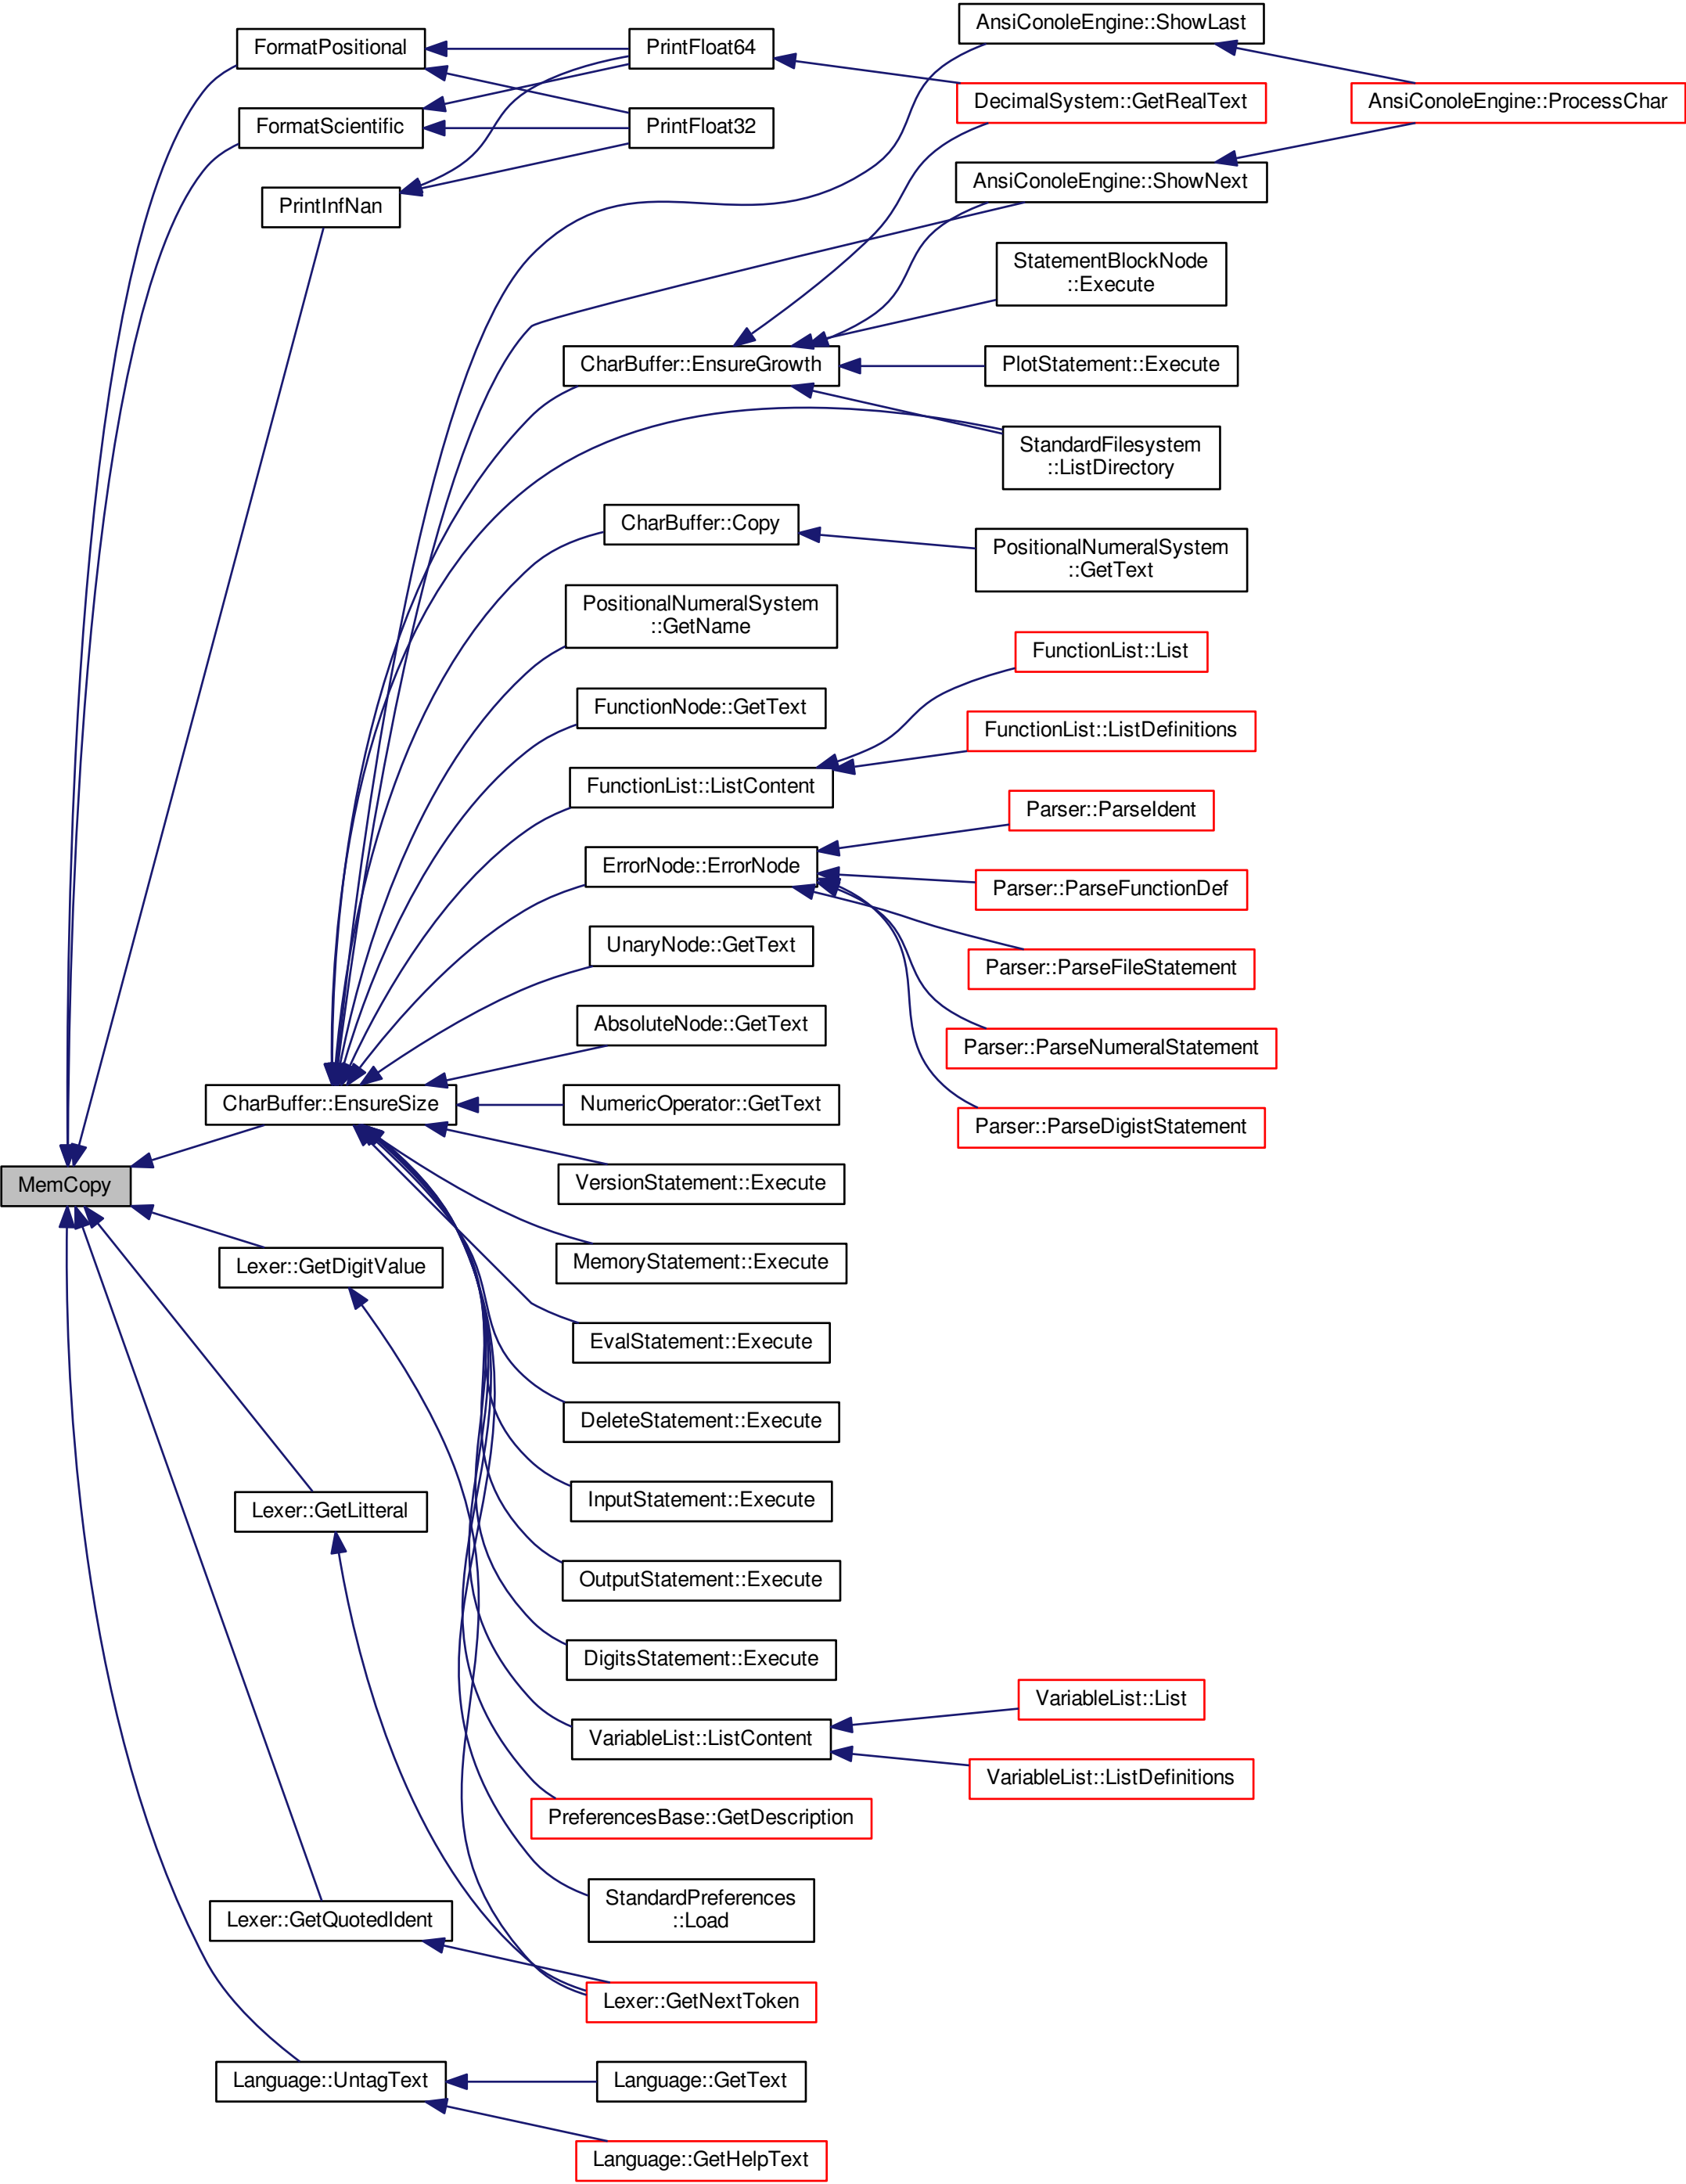 AnsiConoleEngine::ShowLast
FormatPositional
PrintFloat64
DecimalSystem::GetRealText
AnsiConoleEngine::ProcessChar
FormatScientific
PrintFloat32
AnsiConoleEngine::ShowNext
PrintInfNan
StatementBlockNode
::Execute
CharBuffer::EnsureGrowth
PlotStatement::Execute
StandardFilesystem
::ListDirectory
CharBuffer::Copy
PositionalNumeralSystem
::GetText
PositionalNumeralSystem
::GetName
FunctionList::List
FunctionNode::GetText
FunctionList::ListDefinitions
FunctionList::ListContent
Parser::ParseIdent
ErrorNode::ErrorNode
Parser::ParseFunctionDef
UnaryNode::GetText
Parser::ParseFileStatement
AbsoluteNode::GetText
Parser::ParseNumeralStatement
CharBuffer::EnsureSize
NumericOperator::GetText
Parser::ParseDigistStatement
MemCopy
VersionStatement::Execute
Lexer::GetDigitValue
MemoryStatement::Execute
EvalStatement::Execute
DeleteStatement::Execute
Lexer::GetLitteral
InputStatement::Execute
OutputStatement::Execute
DigitsStatement::Execute
VariableList::List
VariableList::ListContent
VariableList::ListDefinitions
PreferencesBase::GetDescription
StandardPreferences
::Load
Lexer::GetQuotedIdent
Lexer::GetNextToken
Language::UntagText
Language::GetText
Language::GetHelpText